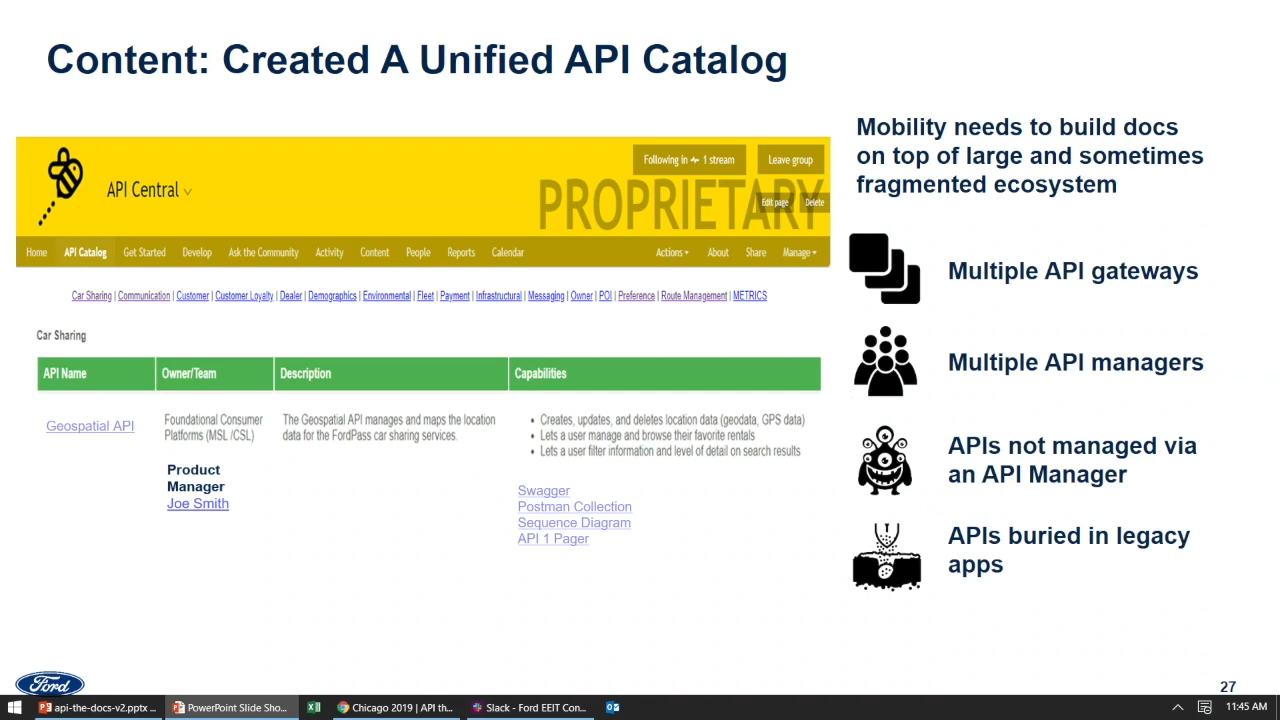 Content: Created A Unified API Catalog
API Central
Following in 1 stream
Leave group
PROPRIETARY
Edit page
Delete
Home API Catalog Get Started Develop Ask the Community Activity Content People Reports Calendar Actions About Share Manage
Car Sharing | Communication | Customer | Customer Loyalty | Dealer | Demographics | Environmental | Fleet | Payment | Infrastructural | Messaging | Owner | POI | Preference | Route Management | METRICS
Car Sharing
API Name Owner/Team Description Capabilities
Geospatial API
Foundational Consumer
Platforms (MSL /CSL)
Product
Manager
Joe Smith
The Geospatial API manages and maps the location
data for the FordPass car sharing services.
• Creates, updates, and deletes location data (geodata, GPS data)
• Lets a user manage and browse their favorite rentals
• Lets a user filter information and level of detail on search results
Swagger
Postman Collection
Sequence Diagram
API 1 Pager
Mobility needs to build docs
on top of large and sometimes
fragmented ecosystem
Multiple API gateways
Multiple API managers
APIs not managed via
an API Manager
APIs buried in legacy
apps
Ford
27
api-the-docs-v2.pptx ... PowerPoint Slide Sho... Chicago 2019 | API th... Slack - Ford EEIT Con... 11:45 AM